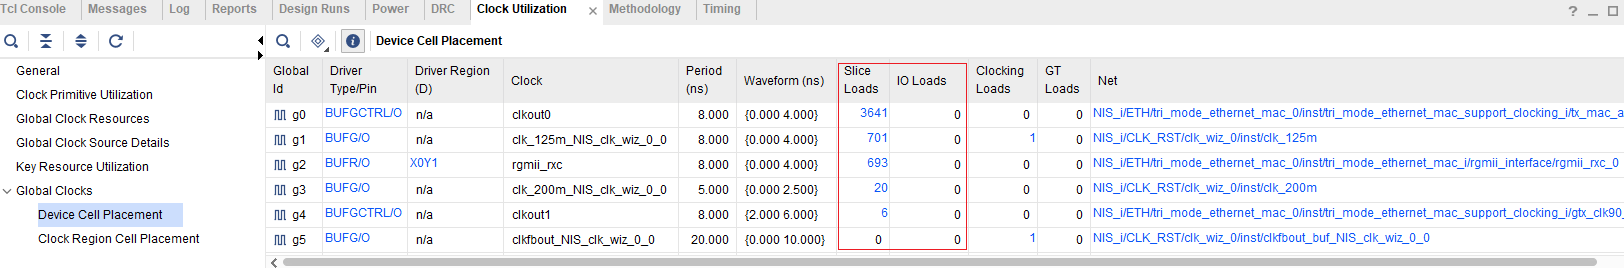 Tcl Console Messages Log Reports Design Runs Power DRC Clock Utilization × Methodology Timing ?
Device Cell Placement
General
Clock Primitive Utilization
Global Clock Resources
Global Clock Source Details
Key Resource Utilization
Global Clocks
Device Cell Placement
Clock Region Cell Placement
Global Id Driver Type/Pin Driver Region (D) Clock Period (ns) Waveform (ns) Slice Loads IO Loads Clocking Loads GT Loads Net
g0 BUFGCTRL/O n/a clkout0 8.000 {0.000 4.000} 3641 0 0 0 NIS_i/ETH/tri_mode_ethernet_mac_0/inst/tri_mode_ethernet_mac_support_clocking_i/tx_mac_a
g1 BUFG/O n/a clk_125m_NIS_clk_wiz_0_0 8.000 {0.000 4.000} 701 0 1 0 NIS_i/CLK_RST/clk_wiz_0/inst/clk_125m
g2 BUFR/O X0Y1 rgmii_rxc 8.000 {0.000 4.000} 693 0 0 0 NIS_i/ETH/tri_mode_ethernet_mac_0/inst/tri_mode_ethernet_mac_i/rgmii_interface/rgmii_rxc_0
g3 BUFG/O n/a clk_200m_NIS_clk_wiz_0_0 5.000 {0.000 2.500} 20 0 0 0 NIS_i/CLK_RST/clk_wiz_0/inst/clk_200m
g4 BUFGCTRL/O n/a clkout1 8.000 {2.000 6.000} 6 0 0 0 NIS_i/ETH/tri_mode_ethernet_mac_0/inst/tri_mode_ethernet_mac_support_clocking_i/gtx_clk90_
g5 BUFG/O n/a clkfbout_NIS_clk_wiz_0_0 20.000 {0.000 10.000} 0 0 1 0 NIS_i/CLK_RST/clk_wiz_0/inst/clkfbout_buf_NIS_clk_wiz_0_0